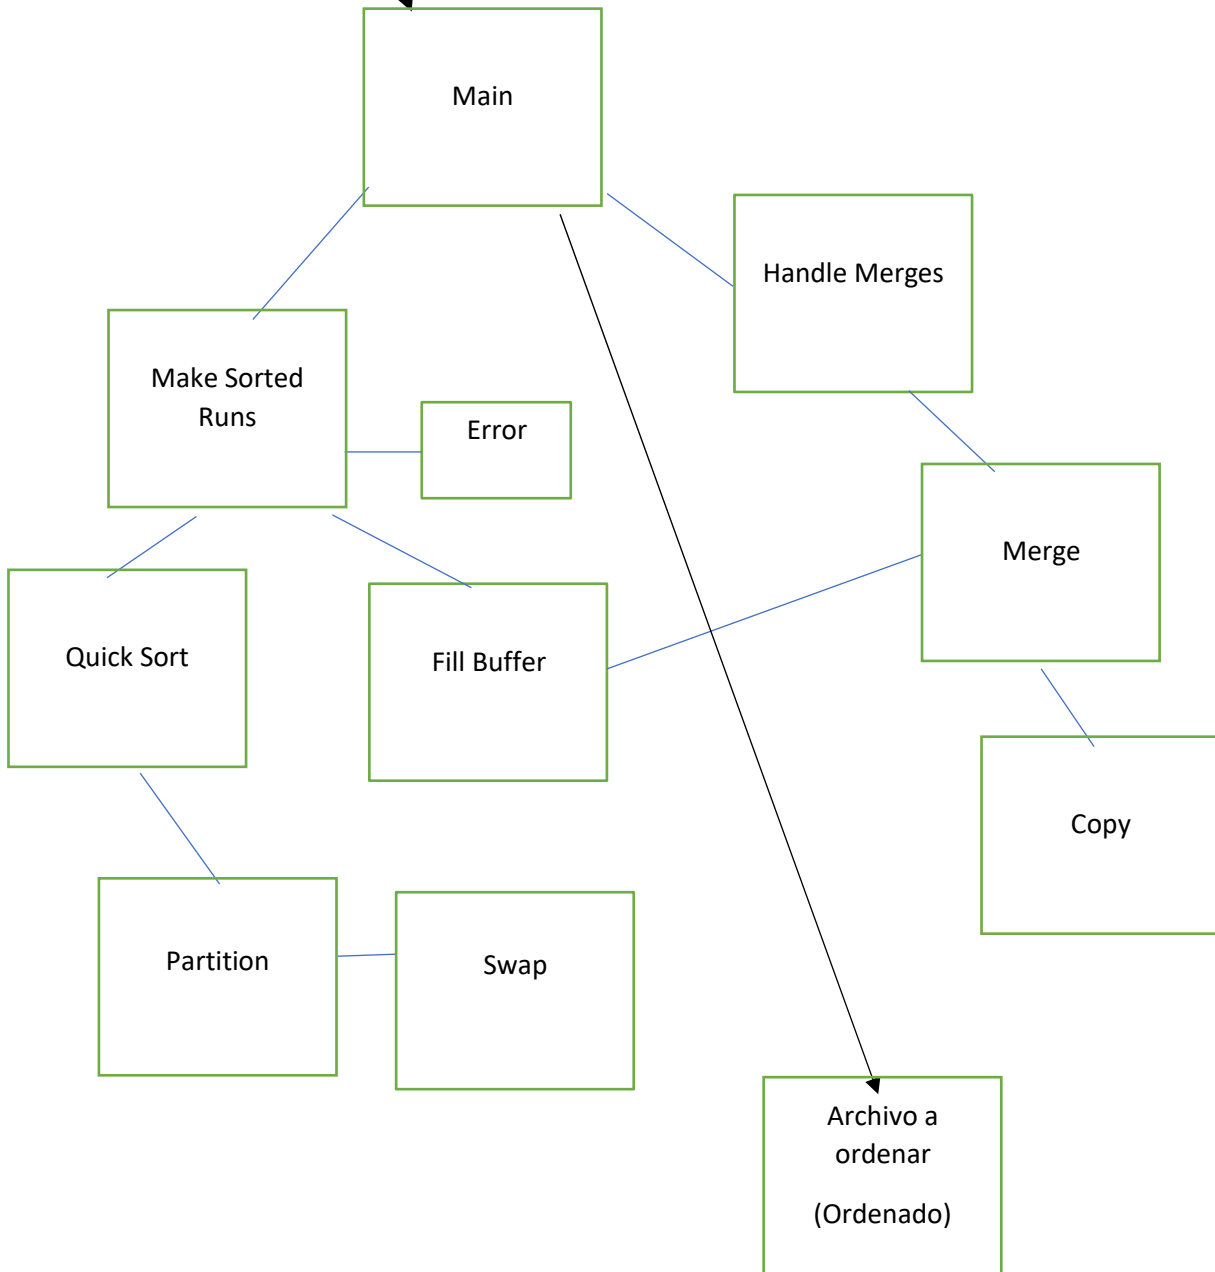 Main
Handle Merges
Make Sorted
Runs
Error
Merge
Quick Sort
Fill Buffer
Copy
Partition
Swap
Archivo a
ordenar
(Ordenado)